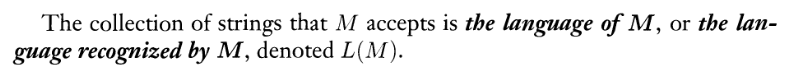 The collection of strings that M accepts is the language of M, or the lan-
guage recognized by M, denoted L(M).